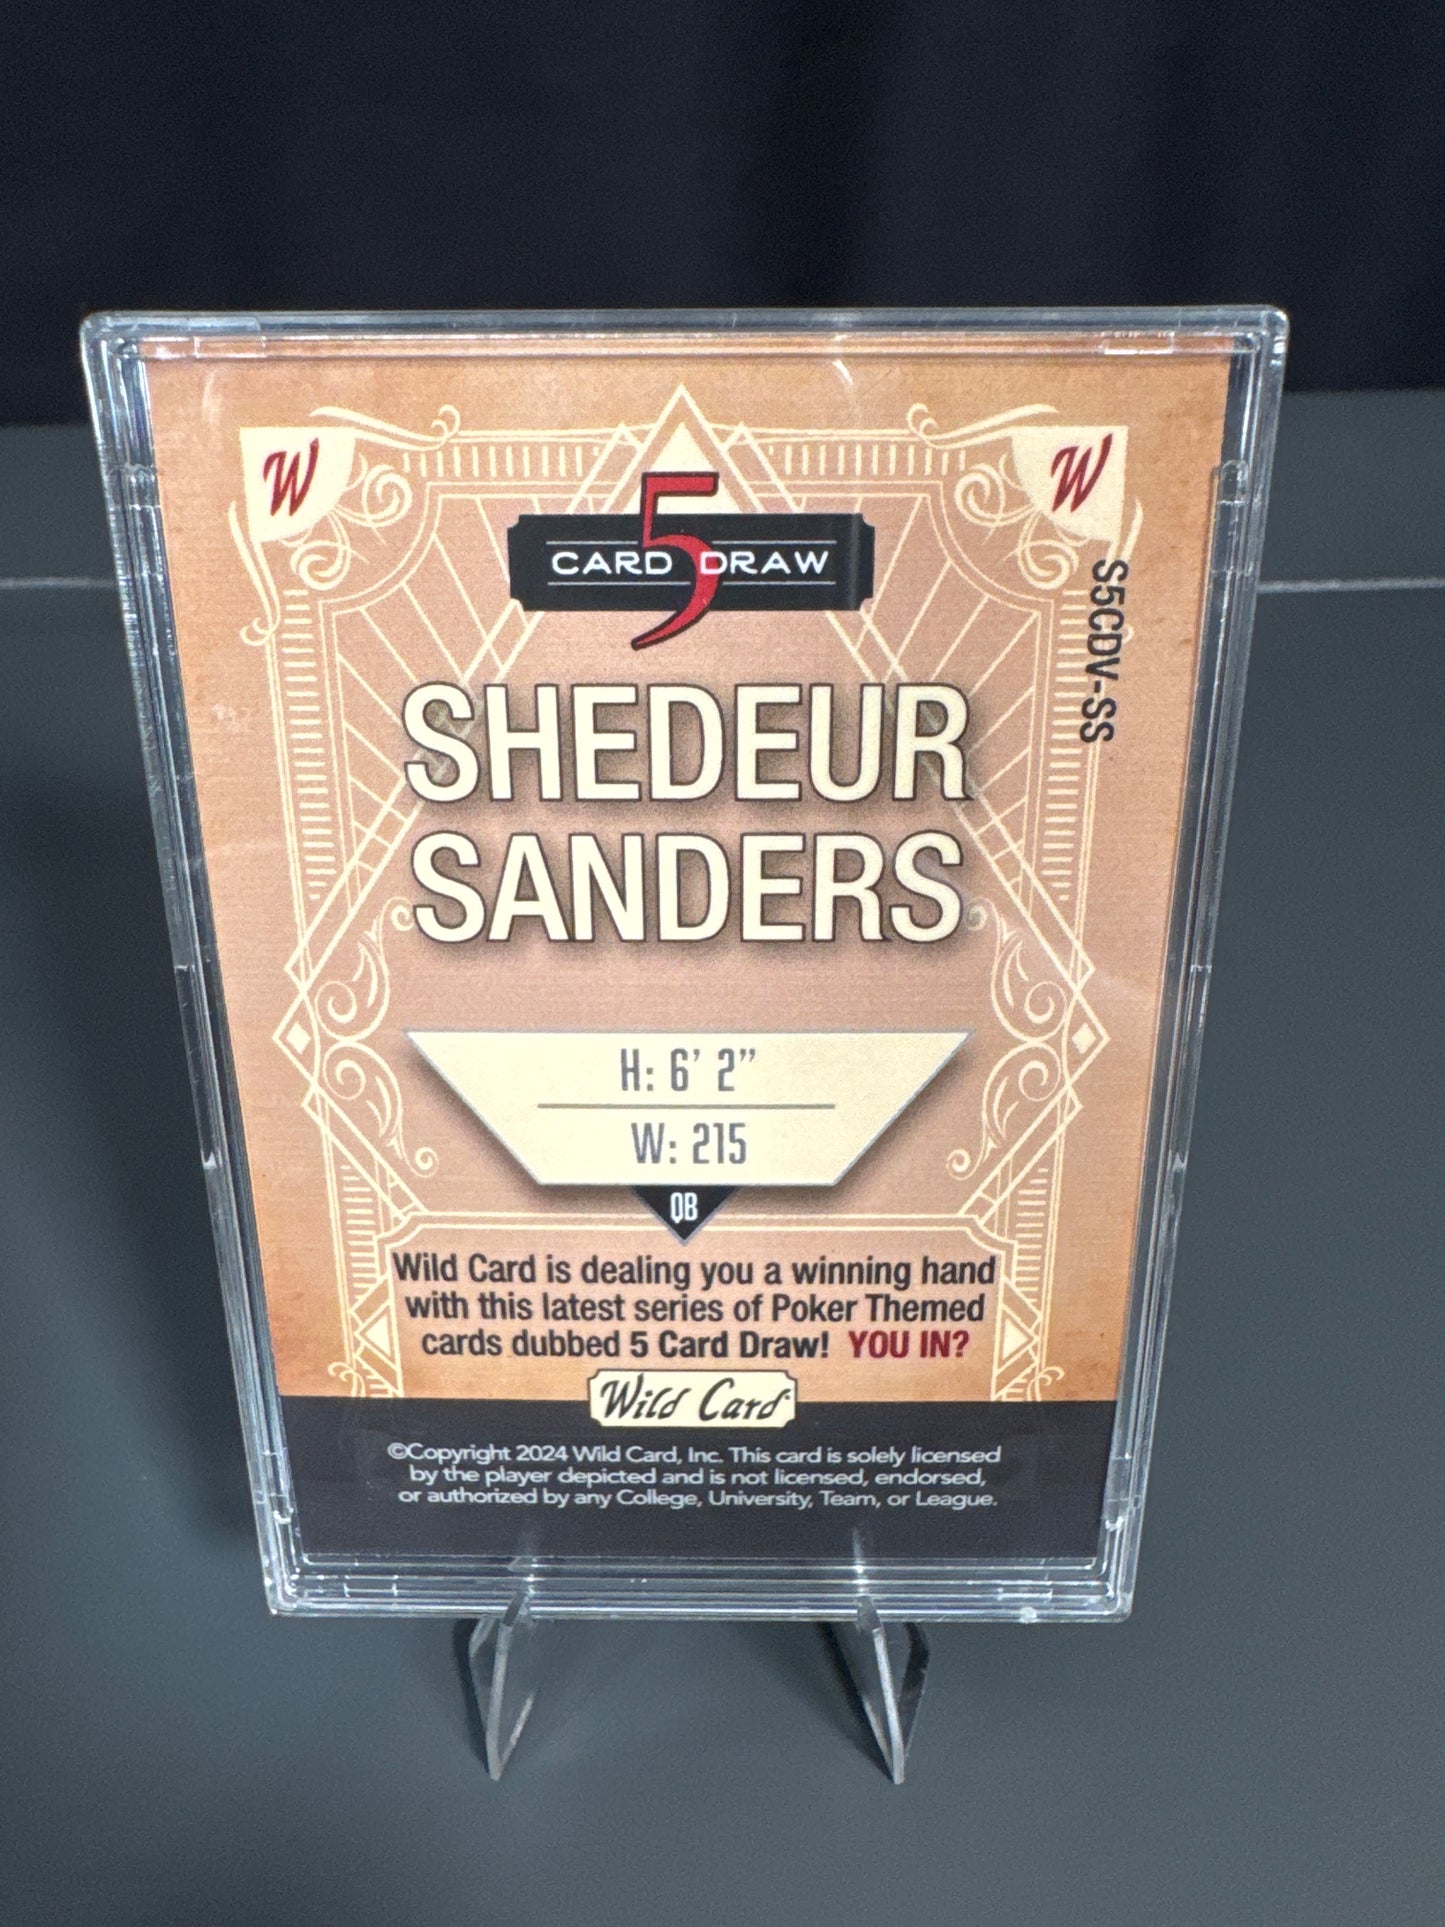 W
W
5
CARD DRAW
S5CDV-SS
SHEDEUR
SANDERS
H: 6' 2"
W: 215
QB
Wild Card is dealing you a winning hand
with this latest series of Poker Themed
cards dubbed 5 Card Draw! YOU IN?
Wild Card
©Copyright 2024 Wild Card, Inc. This card is solely licensed
by the player depicted and is not licensed, endorsed,
or authorized by any College, University, Team, or League.